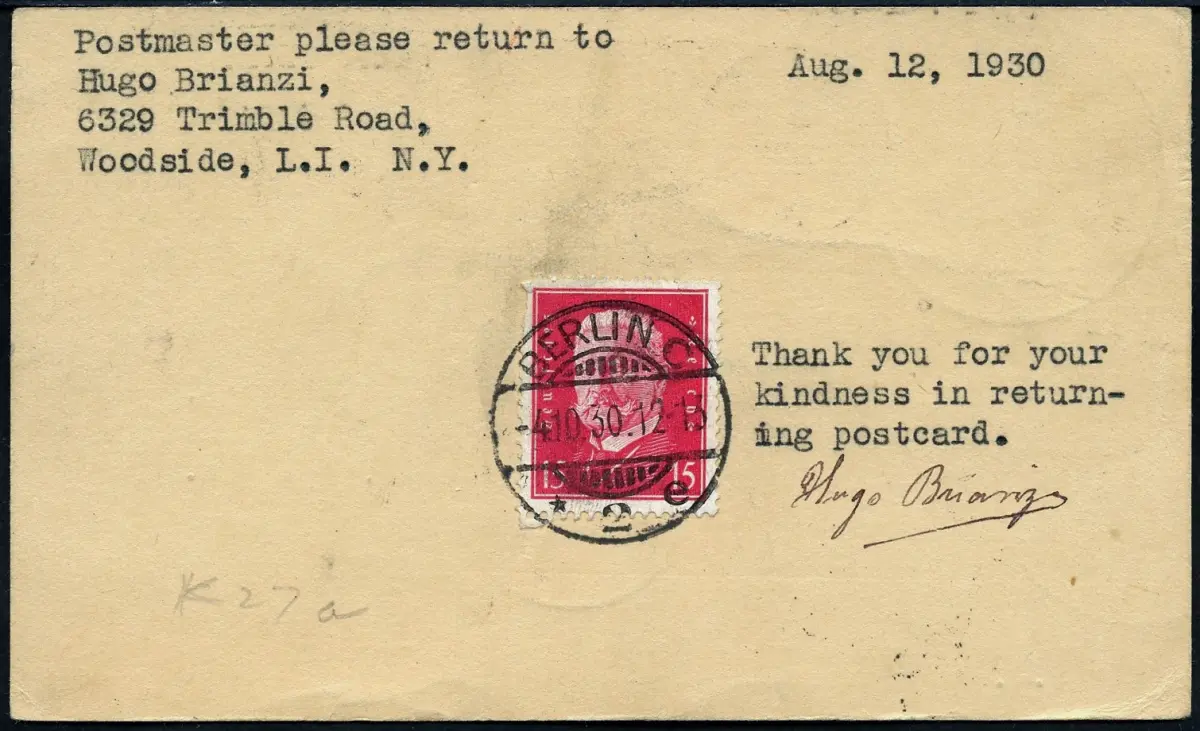 Postmaster please return to
Hugo Brianzi,
6329 Trimble Road,
Woodside, L.I. N.Y.
Aug. 12, 1930
BERLIN C
-4.10.30.12-13
15 15
* 2 e
Thank you for your
kindness in return-
ing postcard.
Hugo Brianzi
K27a